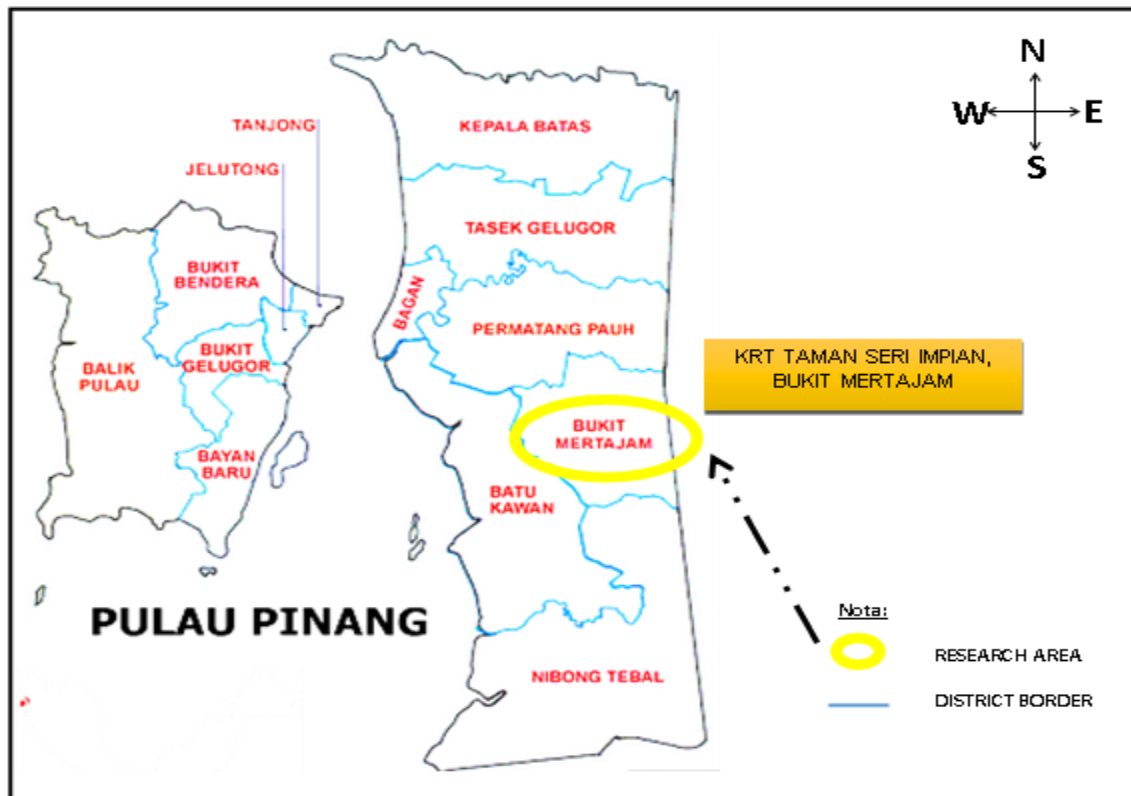 N
W E
S
TANJONG
KEPALA BATAS
JELUTONG
TASEK GELUGOR
BUKIT
BENDERA
BAGAN
PERMATANG PAUH
BUKIT
GELUGOR
BALIK
PULAU
KRT TAMAN SERI IMPIAN,
BUKIT MERTAJAM
BUKIT
MERTAJAM
BAYAN
BARU
BATU
KAWAN
PULAU PINANG
NIBONG TEBAL
Nota:
RESEARCH AREA
DISTRICT BORDER